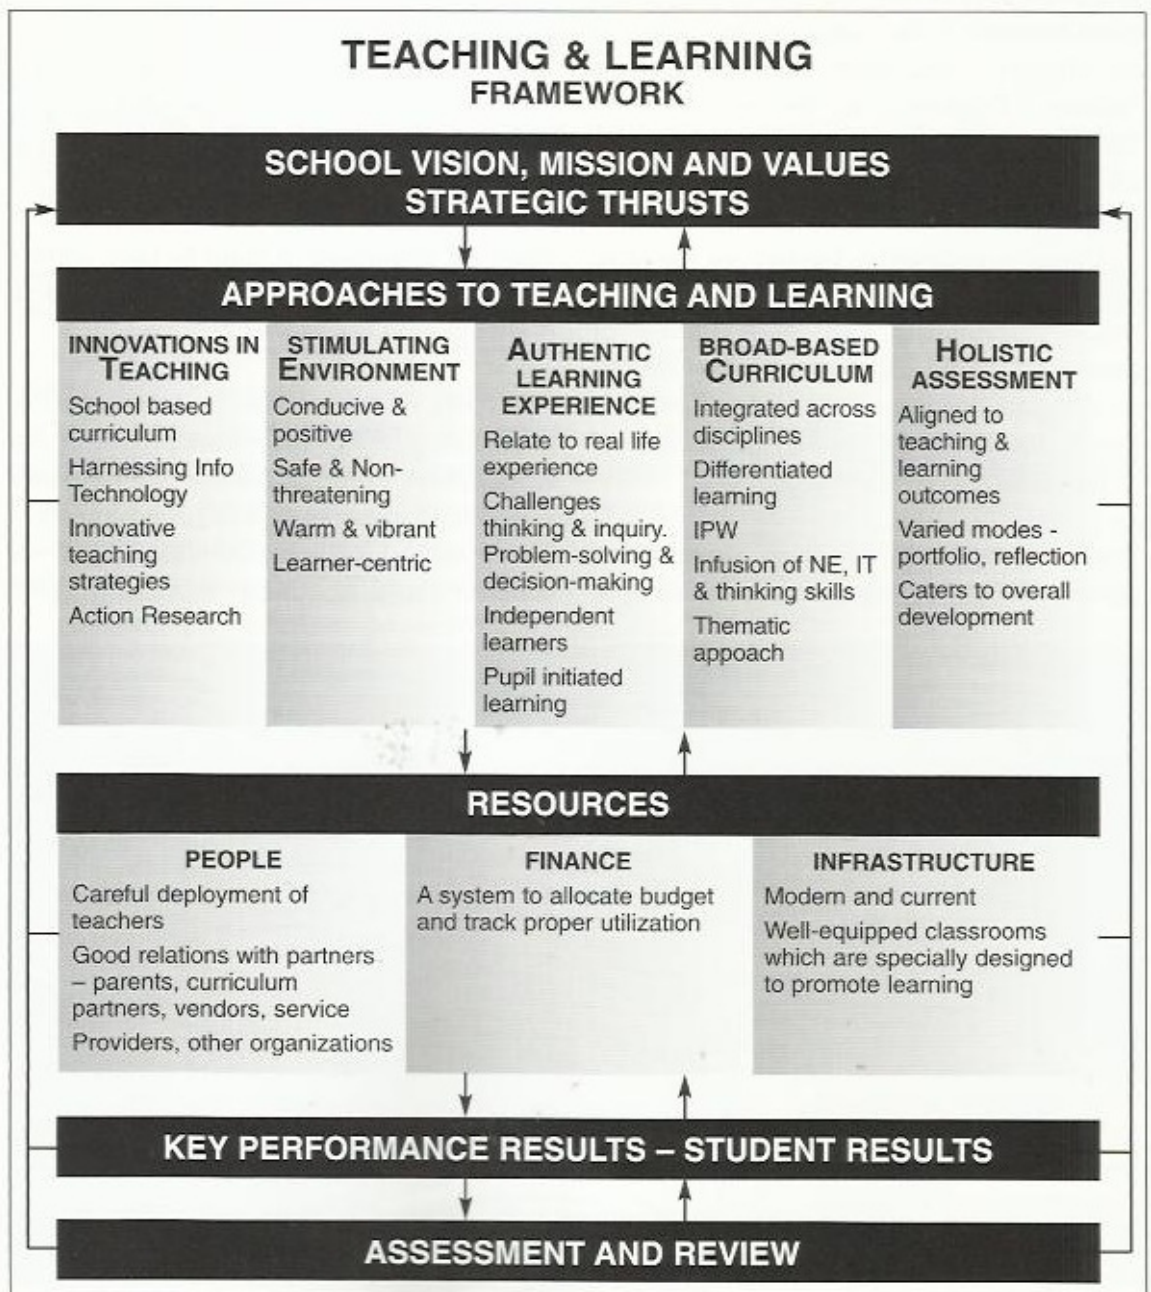 TEACHING & LEARNING
FRAMEWORK
SCHOOL VISION, MISSION AND VALUES
STRATEGIC THRUSTS
APPROACHES TO TEACHING AND LEARNING
INNOVATIONS IN
TEACHING
School based
curriculum
Harnessing Info
Technology
Innovative
teaching
strategies
Action Research
STIMULATING
ENVIRONMENT
Conducive &
positive
Safe & Non-
threatening
Warm & vibrant
Learner-centric
AUTHENTIC
LEARNING
EXPERIENCE
Relate to real life
experience
Challenges
thinking & inquiry.
Problem-solving &
decision-making
Independent
learners
Pupil initiated
learning
BROAD-BASED
CURRICULUM
Integrated across
disciplines
Differentiated
learning
IPW
Infusion of NE, IT
& thinking skills
Thematic
appoach
HOLISTIC
ASSESSMENT
Aligned to
teaching &
learning
outcomes
Varied modes -
portfolio, reflection
Caters to overall
development
RESOURCES
PEOPLE
Careful deployment of
teachers
Good relations with partners
– parents, curriculum
partners, vendors, service
Providers, other organizations
FINANCE
A system to allocate budget
and track proper utilization
INFRASTRUCTURE
Modern and current
Well-equipped classrooms
which are specially designed
to promote learning
KEY PERFORMANCE RESULTS – STUDENT RESULTS
ASSESSMENT AND REVIEW